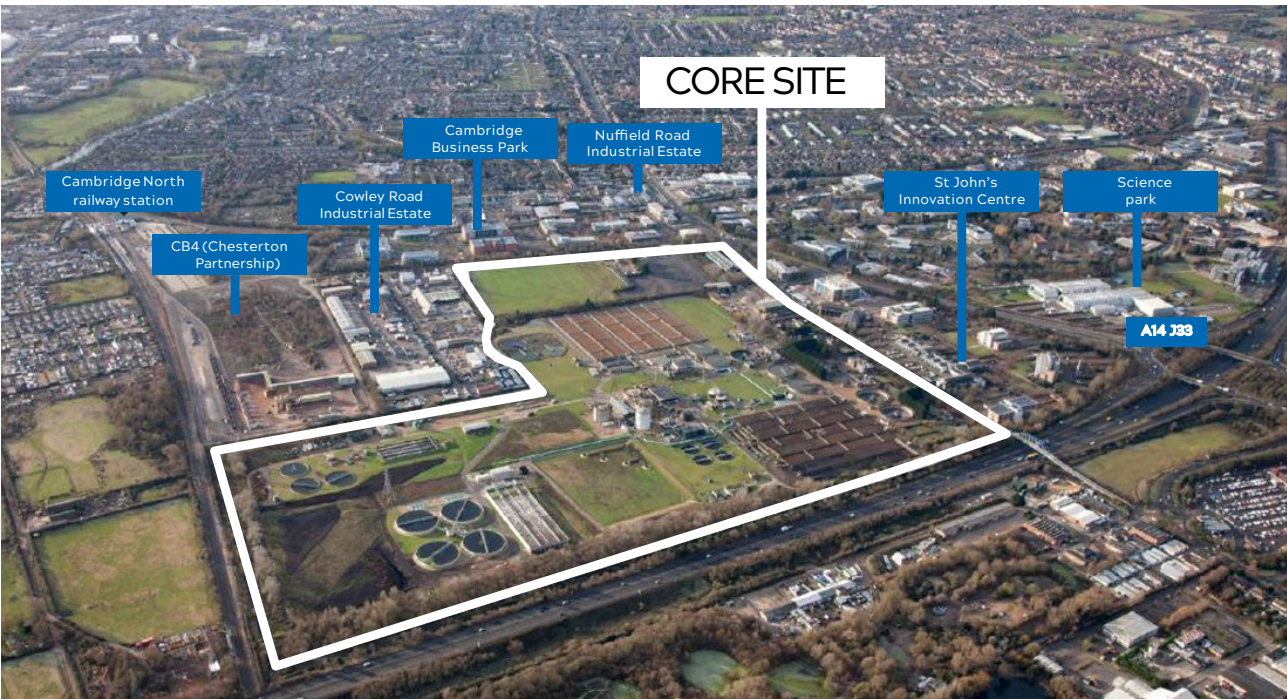 CORE SITE
Cambridge
Business Park
Nuffield Road
Industrial Estate
Cambridge North
railway station
Cowley Road
Industrial Estate
St John's
Innovation Centre
Science
park
CB4 (Chesterton
Partnership)
A14 J33